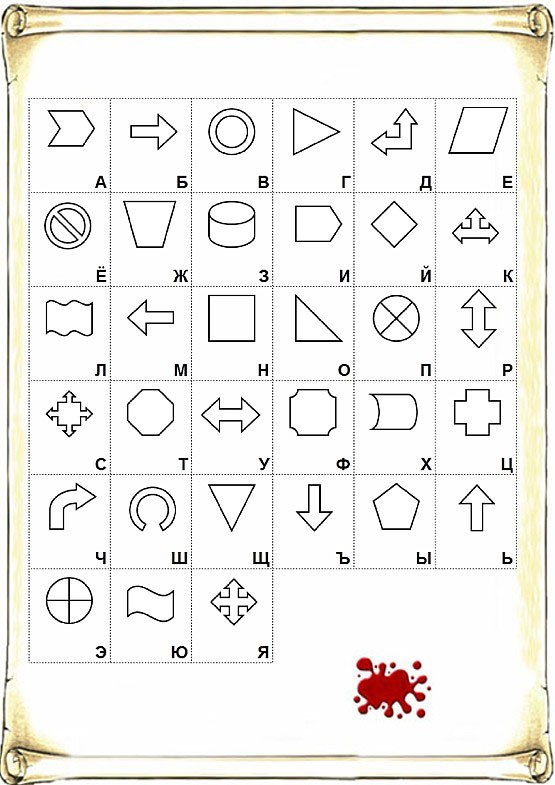 А Б В Г Д Е
Ё Ж З И Й К
Л М Н О П Р
С Т У Ф Х Ц
Ч Ш Щ Ъ Ы Ь
Э Ю Я